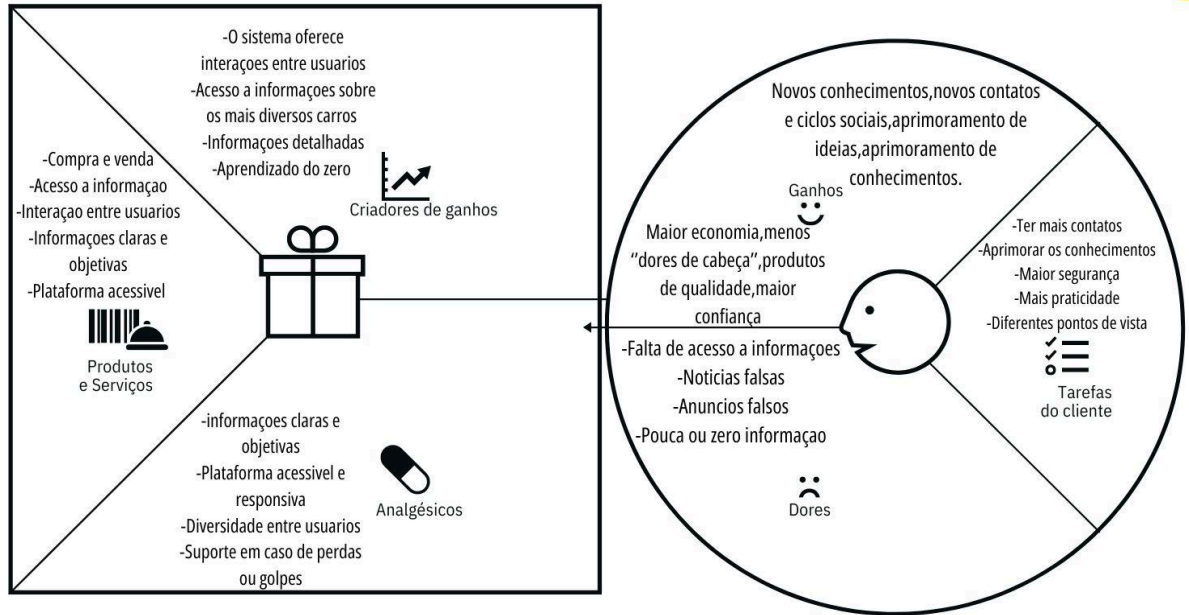 -O sistema oferece
interaçoes entre usuarios
-Acesso a informaçoes sobre
os mais diversos carros
-Informaçoes detalhadas
-Aprendizado do zero
Criadores de ganhos
-Compra e venda
-Acesso a informaçao
-Interaçao entre usuarios
-Informaçoes claras e
objetivas
-Plataforma acessivel
Produtos
e Serviços
-informaçoes claras e
objetivas
-Plataforma acessivel e
responsiva
-Diversidade entre usuarios
-Suporte em caso de perdas
ou golpes
Analgésicos
Novos conhecimentos,novos contatos
e ciclos sociais,aprimoramento de
ideias,aprimoramento de
conhecimentos.
Ganhos
Maior economia,menos
"dores de cabeça",produtos
de qualidade,maior
confiança
-Falta de acesso a informaçoes
-Noticias falsas
-Anuncios falsos
-Pouca ou zero informaçao
Dores
-Ter mais contatos
-Aprimorar os conhecimentos
-Maior segurança
-Mais praticidade
-Diferentes pontos de vista
Tarefas
do cliente